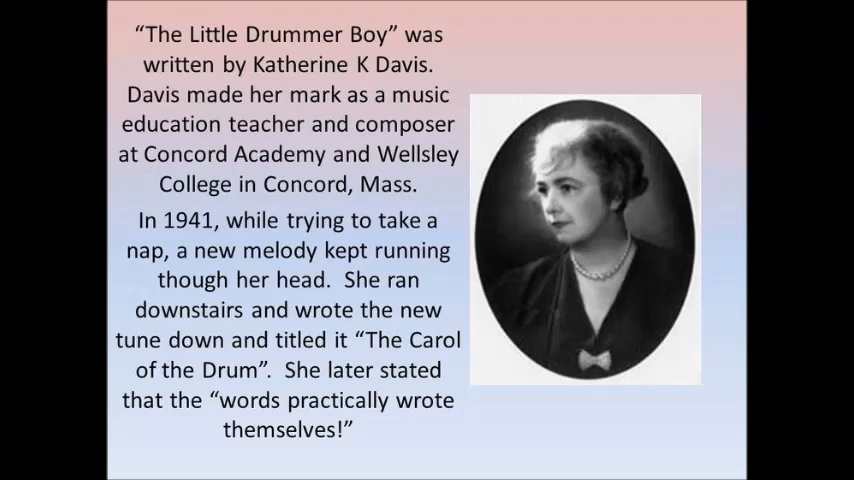 “The Little Drummer Boy” was
written by Katherine K Davis.
Davis made her mark as a music
education teacher and composer
at Concord Academy and Wellsley
College in Concord, Mass.
In 1941, while trying to take a
nap, a new melody kept running
though her head.  She ran
downstairs and wrote the new
tune down and titled it “The Carol
of the Drum”.  She later stated
that the “words practically wrote
themselves!”